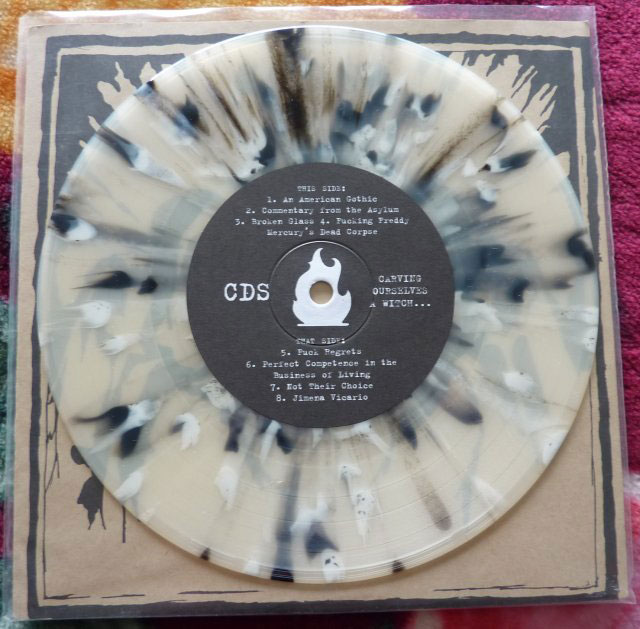 THIS SIDE:
1. An American Gothic
2. Commentary from the Asylum
3. Broken Glass 4. Fucking Freddy
Mercury's Dead Corpse
CDS
CARVING
OURSELVES
A WITCH...
THAT SIDE:
5. Fuck Regrets
6. Perfect Competence in the
Business of Living
7. Not Their Choice
8. Jimena Vicario